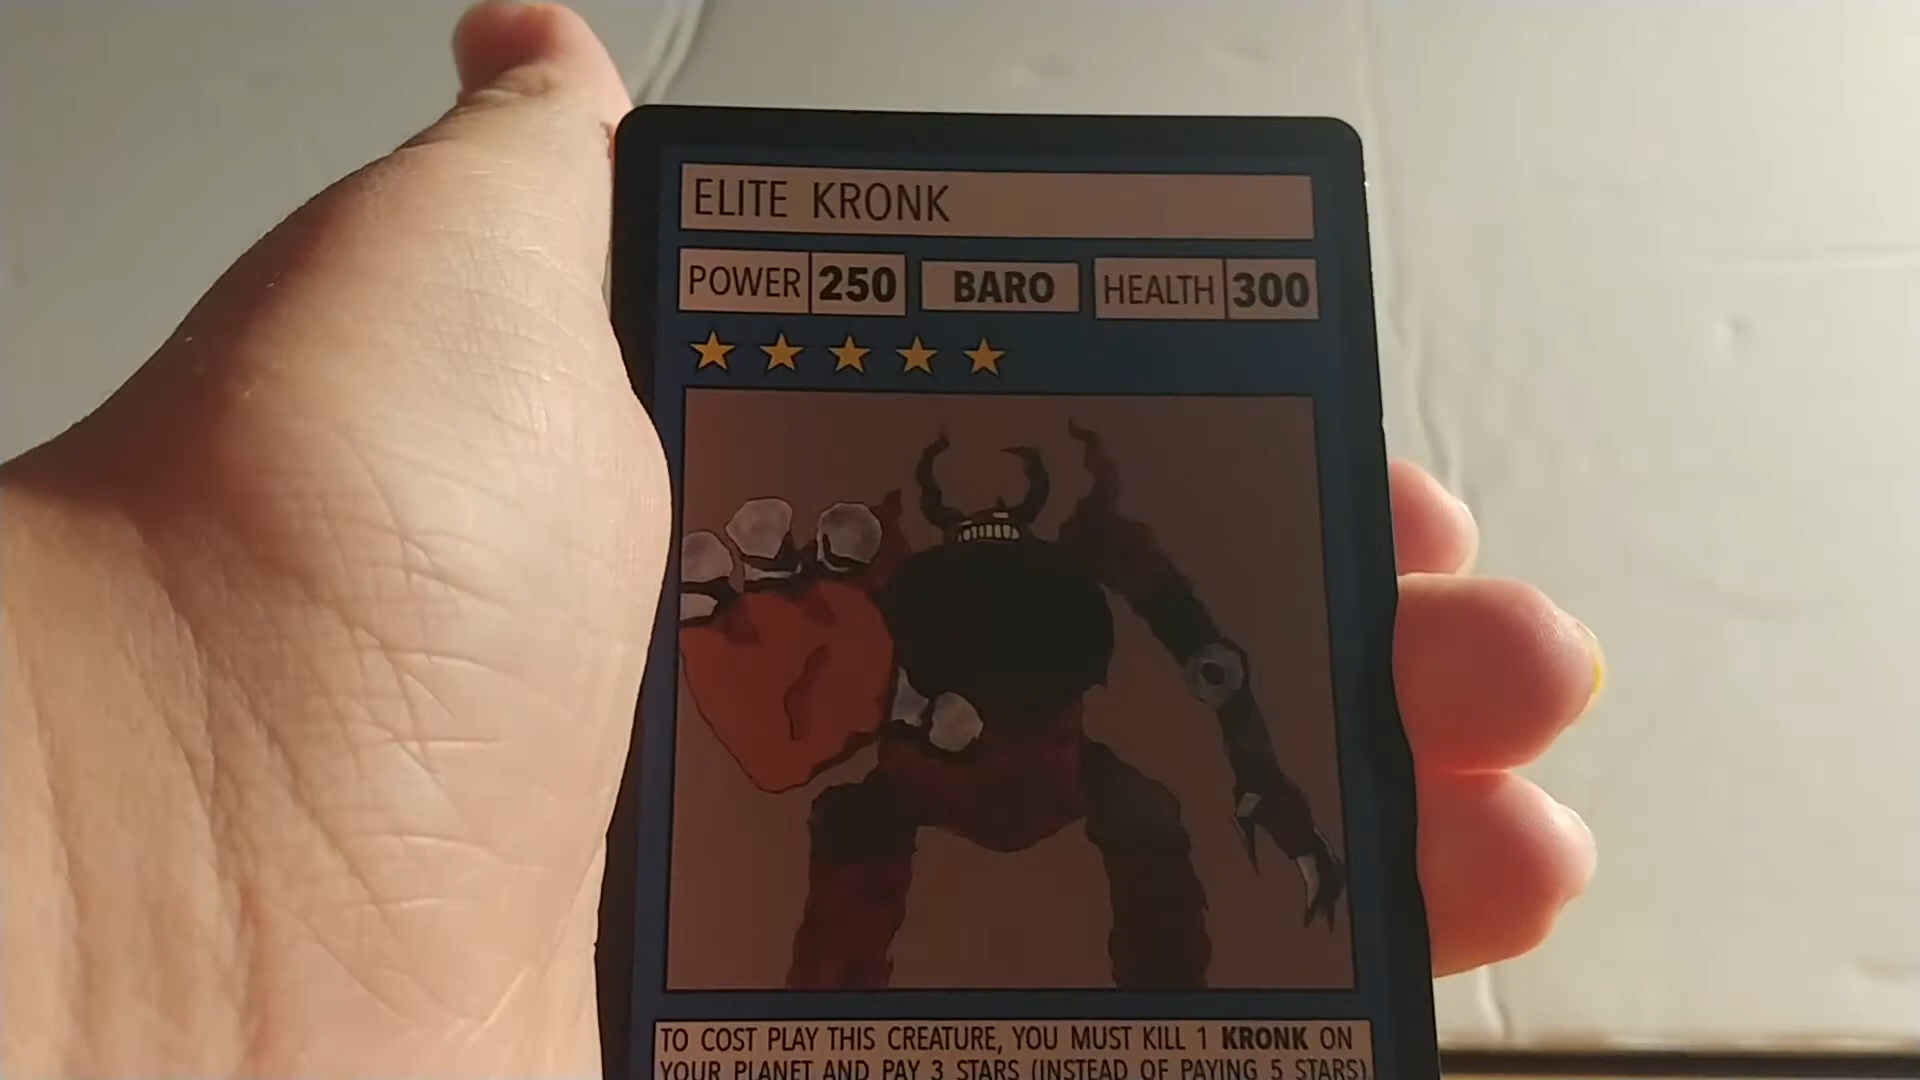 ELITE KRONK
POWER 250 BARO HEALTH 300
TO COST PLAY THIS CREATURE, YOU MUST KILL 1 KRONK ON
YOUR PLANET AND PAY 3 STARS (INSTEAD OF PAYING 5 STARS)